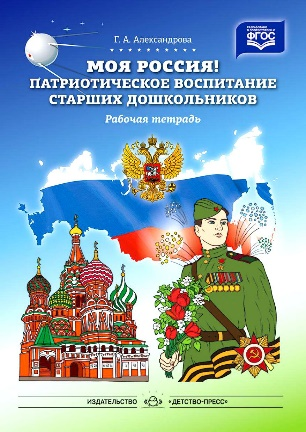 Г. А. Александрова
ФГОС
МОЯ РОССИЯ!
ПАТРИОТИЧЕСКОЕ ВОСПИТАНИЕ
СТАРШИХ ДОШКОЛЬНИКОВ
Рабочая тетрадь
ИЗДАТЕЛЬСТВО «ДЕТСТВО-ПРЕСС»